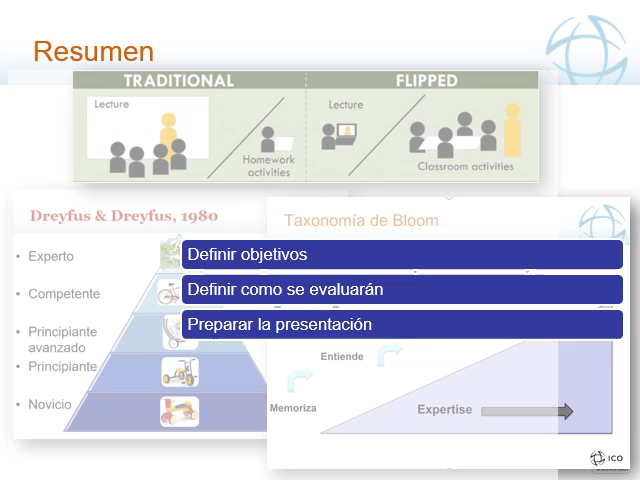 Resumen
TRADITIONAL
FLIPPED
Lecture
Lecture
Homework
activities
Classroom activities
Dreyfus & Dreyfus, 1980
Taxonomía de Bloom
Definir objetivos
Definir como se evaluarán
Preparar la presentación
• Experto
• Competente
• Principiante
avanzado
• Principiante
• Novicio
Entiende
Memoriza
Expertise
ICO